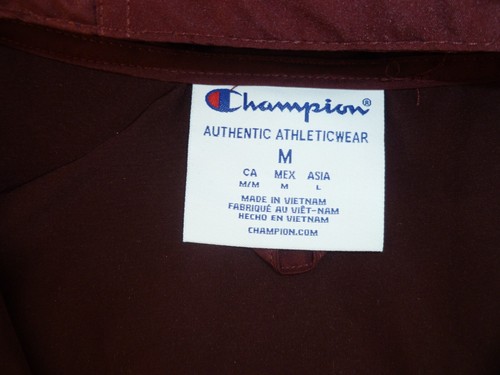 Champion®
AUTHENTIC ATHLETICWEAR
M
CA MEX ASIA
M/M M L
MADE IN VIETNAM
FABRIQUÉ AU VIÊT-NAM
HECHO EN VIETNAM
CHAMPION.COM